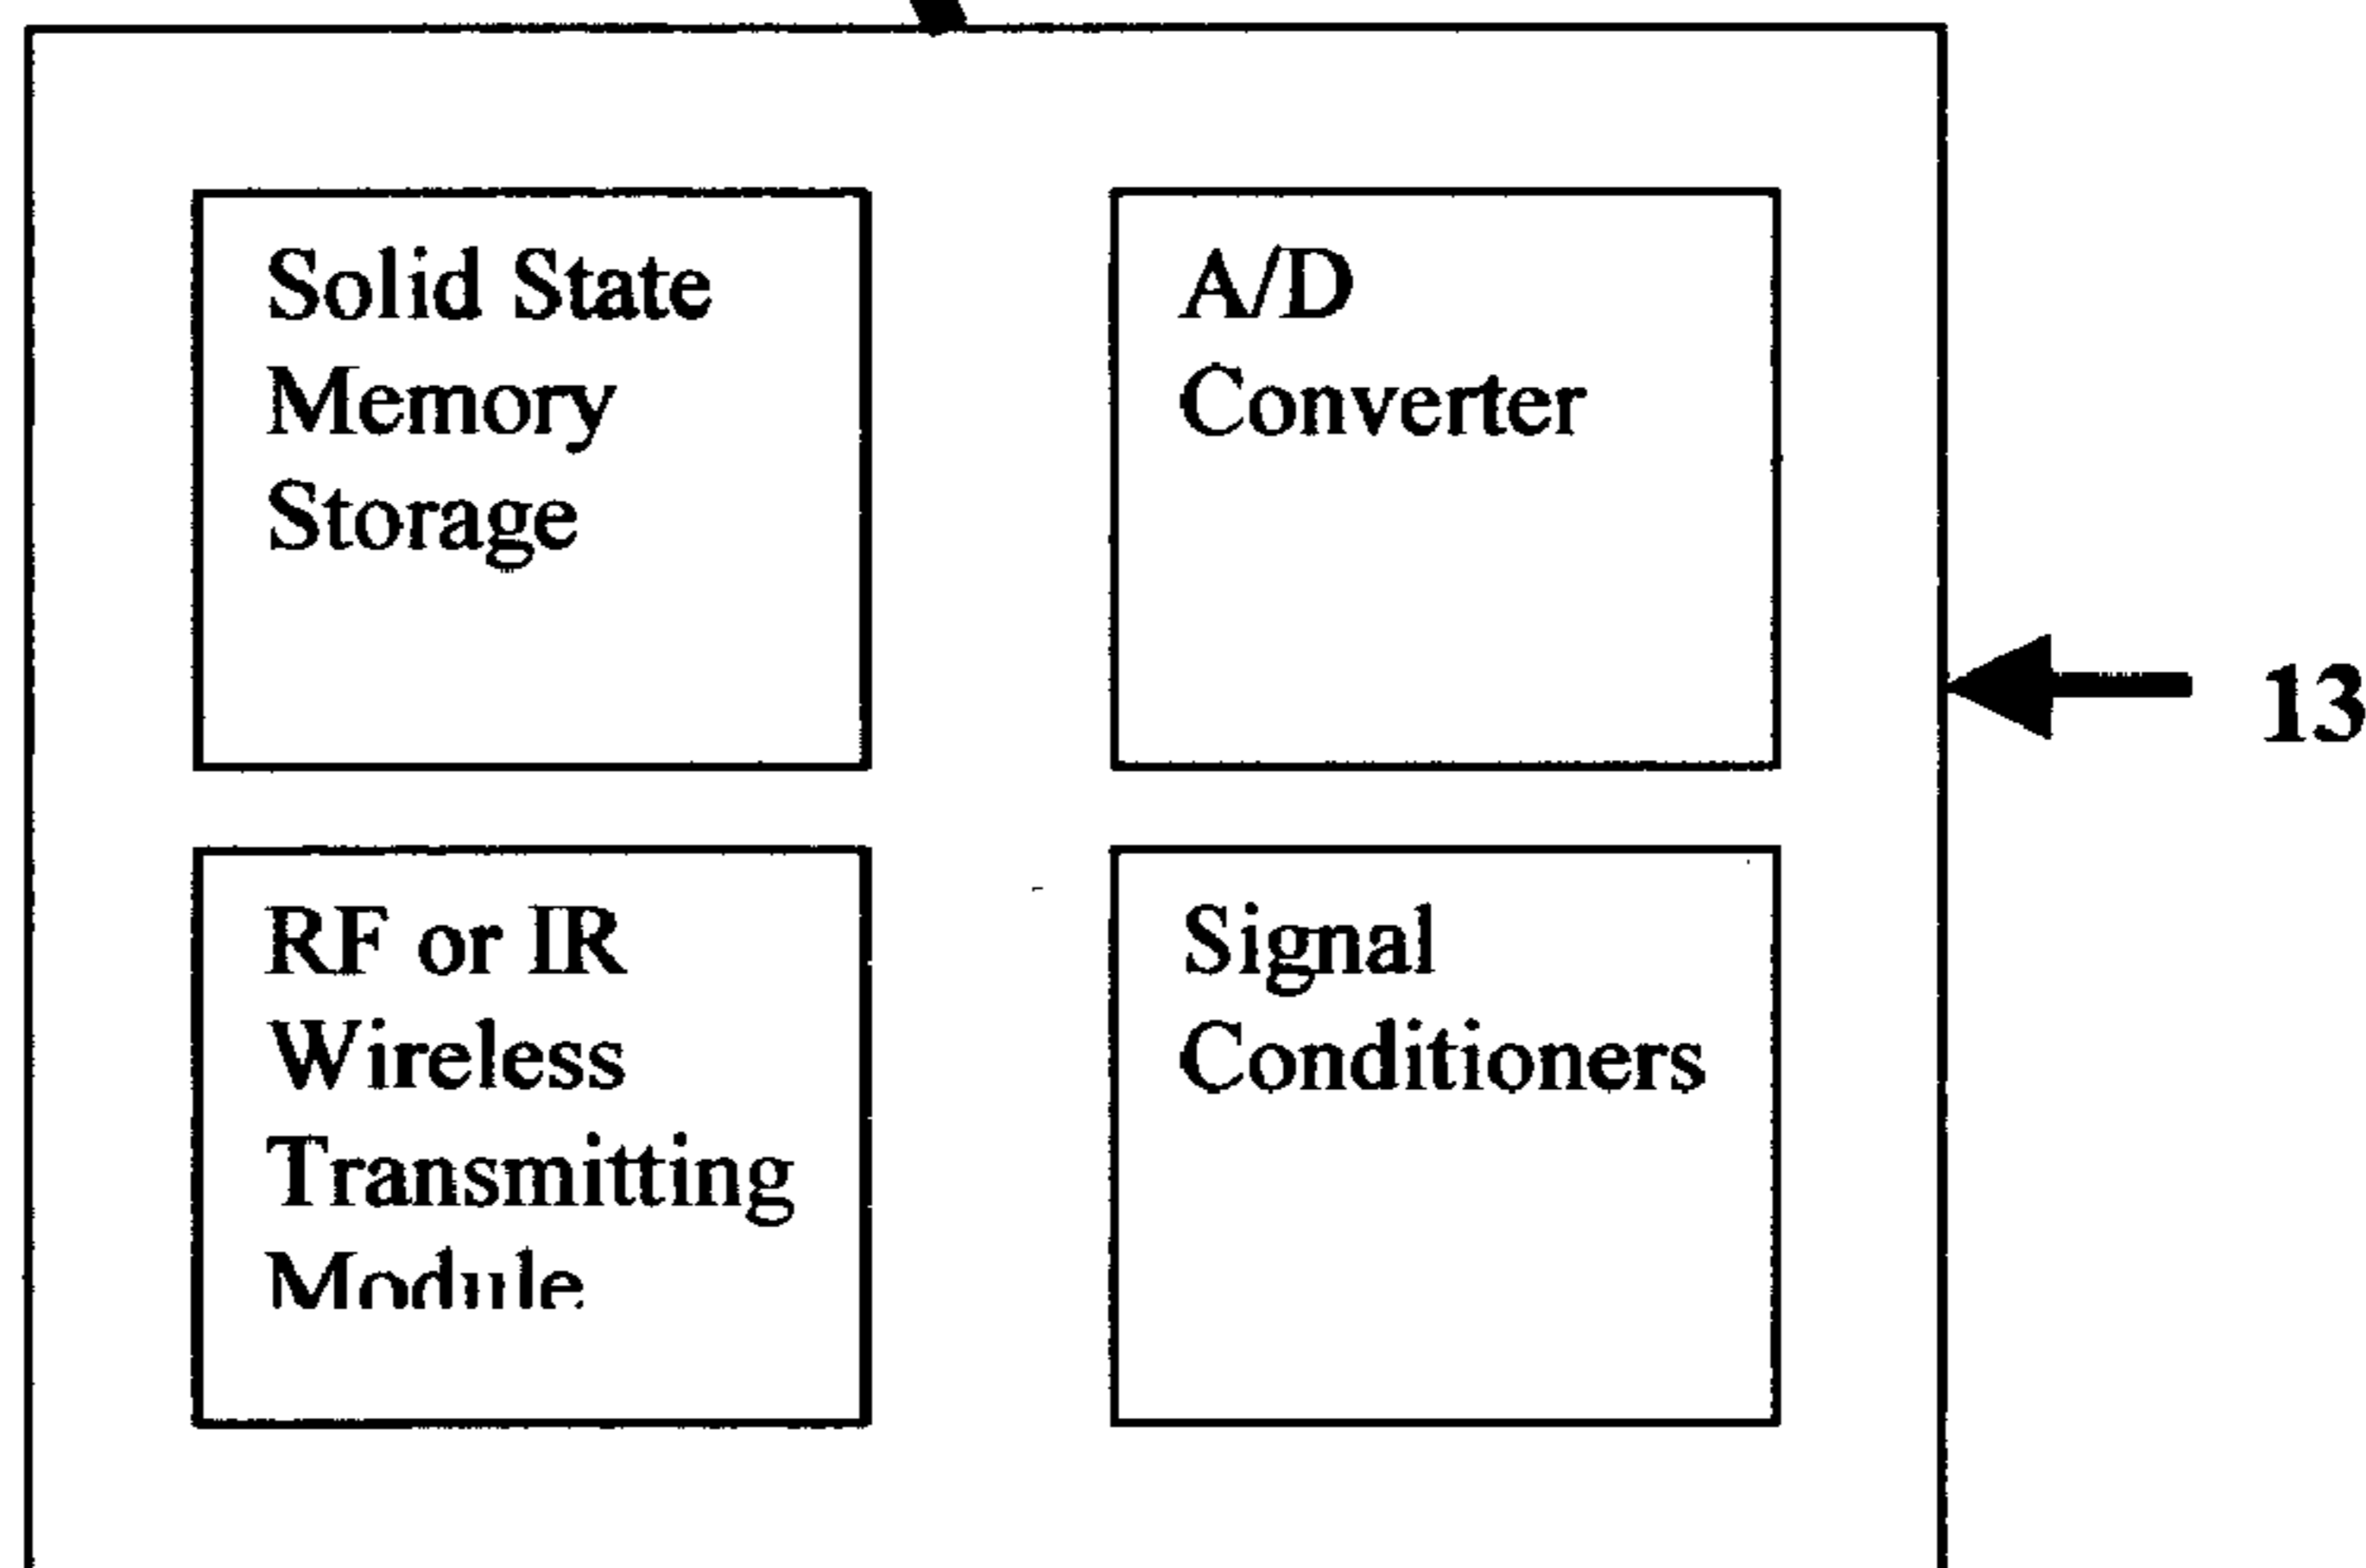 Solid State
Memory
Storage
A/D
Converter
13
RF or IR
Wireless
Transmitting
Module
Signal
Conditioners